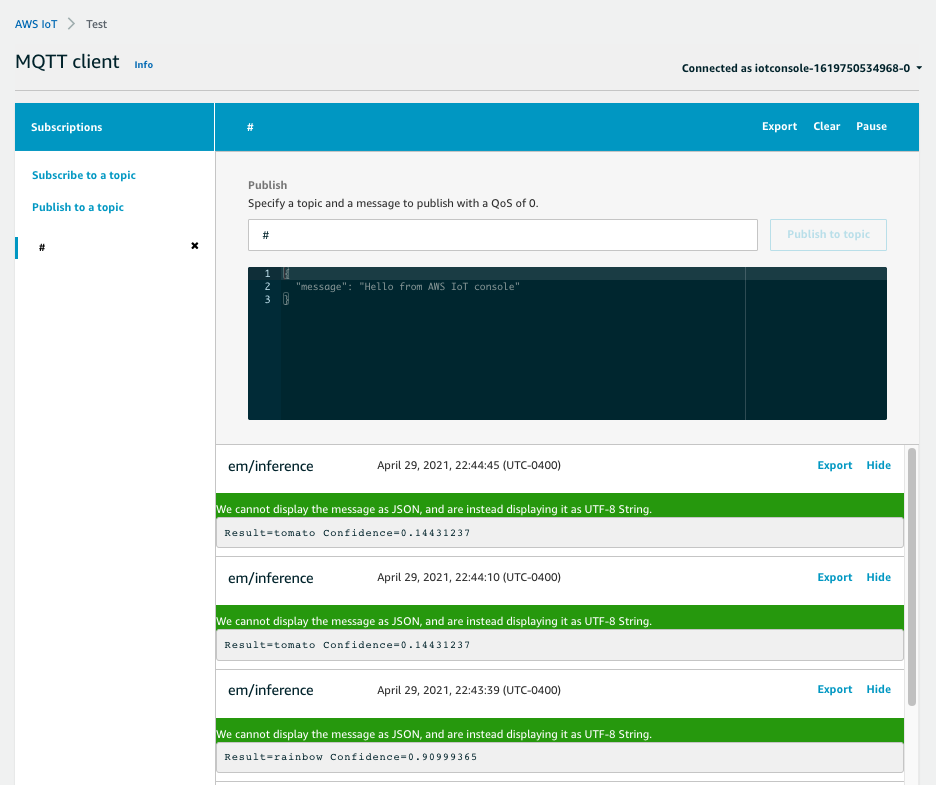 AWS IoT > Test
MQTT client Info
Connected as iotconsole-1619750534968-0
Subscriptions
# Export Clear Pause
Subscribe to a topic
Publish to a topic
# ✖
Publish
Specify a topic and a message to publish with a QoS of 0.
# Publish to topic
1 {
2 "message": "Hello from AWS IoT console"
3 }
em/inference April 29, 2021, 22:44:45 (UTC-0400) Export Hide
We cannot display the message as JSON, and are instead displaying it as UTF-8 String.
Result=tomato Confidence=0.14431237
em/inference April 29, 2021, 22:44:10 (UTC-0400) Export Hide
We cannot display the message as JSON, and are instead displaying it as UTF-8 String.
Result=tomato Confidence=0.14431237
em/inference April 29, 2021, 22:43:39 (UTC-0400) Export Hide
We cannot display the message as JSON, and are instead displaying it as UTF-8 String.
Result=rainbow Confidence=0.90999365